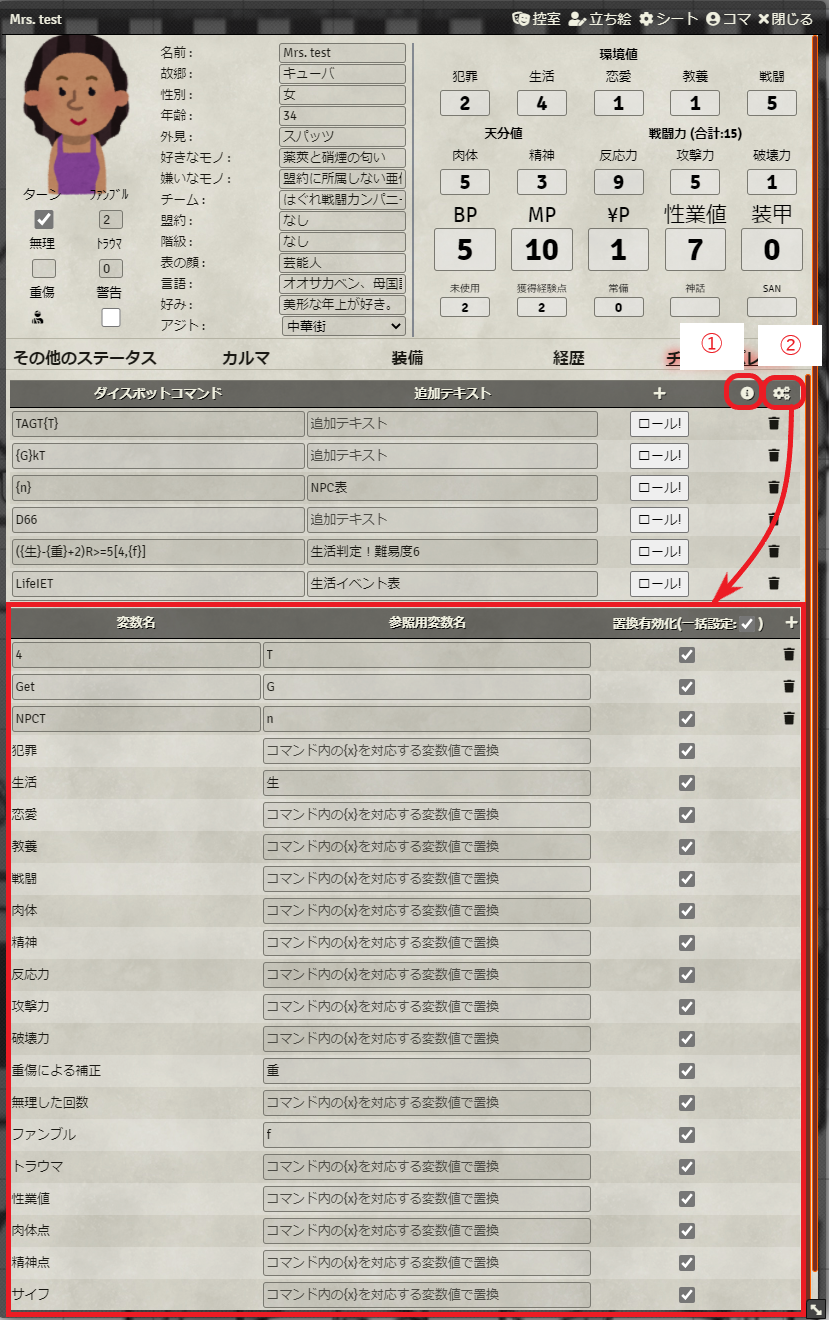 Mrs. test 控室 立ち絵 シート コマ 閉じる
名前 : Mrs. test
故郷 : キューバ
性別 : 女
年齢 : 34
外見 : スパッツ
好きなモノ : 薬莢と硝煙の匂い
嫌いなモノ : 盟約に所属しない亜
チーム : はぐれ戦闘カンパニー
盟約 : なし
階級 : なし
表の顔 : 芸能人
言語 : オオサカベン、母国
好み : 美形な年上が好き。
アジト : 中華街
ターン ファンブル
2
無理 トラウマ
0
重傷 警告
環境値
犯罪 生活 恋愛 教養 戦闘
2 4 1 1 5
天分値 戦闘力 (合計:15)
肉体 精神 反応力 攻撃力 破壊力
5 3 9 5 1
BP MP ¥P 性業値 装甲
5 10 1 7 0
未使用 獲得経験点 常備 神話 SAN
2 2 0
① ②
その他のステータス カルマ 装備 経歴 チ
ダイスボットコマンド 追加テキスト +
TAGT{T} 追加テキスト ロール!
{G}kT 追加テキスト ロール!
{n} NPC表 ロール!
D66 追加テキスト ロール!
({生}-{重}+2)R>=5[4,{f}] 生活判定！難易度6 ロール!
LifeIET 生活イベント表 ロール!
変数名 参照用変数名 置換有効化(一括設定: ✓ ) +
4 T
Get G
NPCT n
犯罪 コマンド内の{x}を対応する変数値で置換
生活 生
恋愛 コマンド内の{x}を対応する変数値で置換
教養 コマンド内の{x}を対応する変数値で置換
戦闘 コマンド内の{x}を対応する変数値で置換
肉体 コマンド内の{x}を対応する変数値で置換
精神 コマンド内の{x}を対応する変数値で置換
反応力 コマンド内の{x}を対応する変数値で置換
攻撃力 コマンド内の{x}を対応する変数値で置換
破壊力 コマンド内の{x}を対応する変数値で置換
重傷による補正 重
無理した回数 コマンド内の{x}を対応する変数値で置換
ファンブル f
トラウマ コマンド内の{x}を対応する変数値で置換
性業値 コマンド内の{x}を対応する変数値で置換
肉体点 コマンド内の{x}を対応する変数値で置換
精神点 コマンド内の{x}を対応する変数値で置換
サイフ コマンド内の{x}を対応する変数値で置換